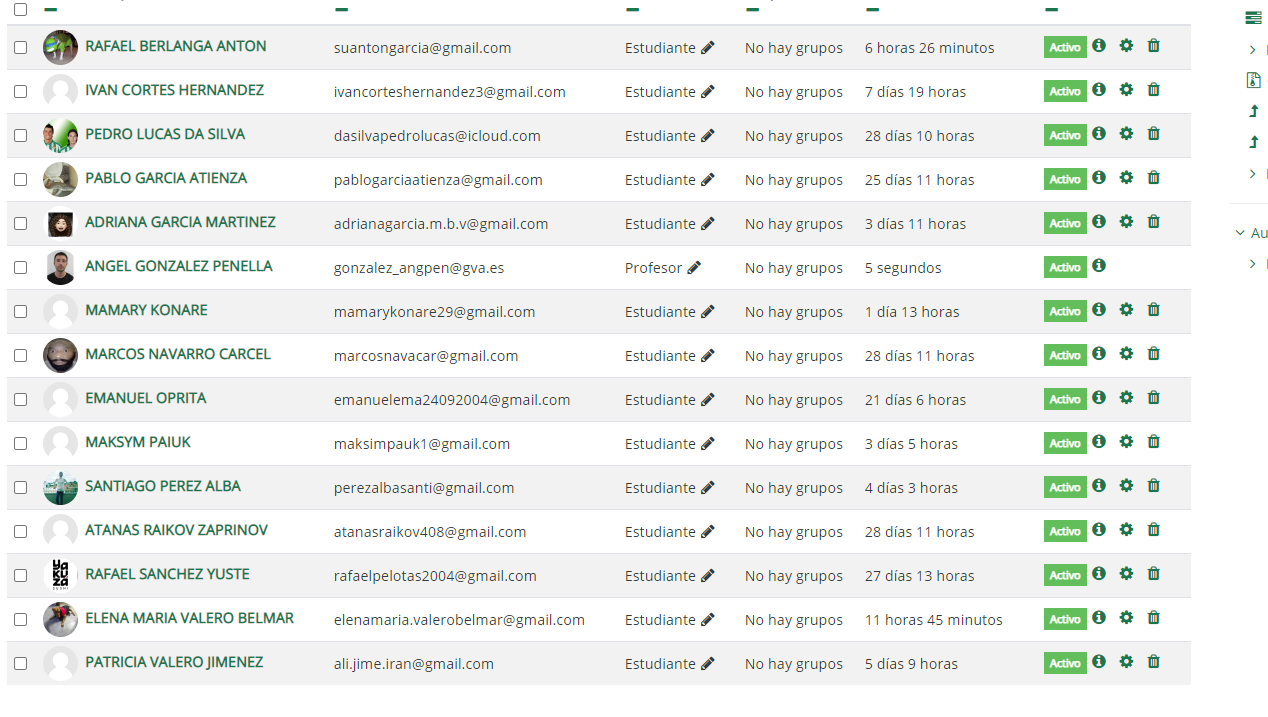 RAFAEL BERLANGA ANTON suantongarcia@gmail.com Estudiante No hay grupos 6 horas 26 minutos Activo
IVAN CORTES HERNANDEZ ivancorteshernandez3@gmail.com Estudiante No hay grupos 7 días 19 horas Activo
PEDRO LUCAS DA SILVA dasilvapedrolucas@icloud.com Estudiante No hay grupos 28 días 10 horas Activo
PABLO GARCIA ATIENZA pablogarciaatienza@gmail.com Estudiante No hay grupos 25 días 11 horas Activo
ADRIANA GARCIA MARTINEZ adrianagarcia.m.b.v@gmail.com Estudiante No hay grupos 3 días 11 horas Activo
Au
ANGEL GONZALEZ PENELLA gonzalez_angpen@gva.es Profesor No hay grupos 5 segundos Activo
MAMARY KONARE mamarykonare29@gmail.com Estudiante No hay grupos 1 día 13 horas Activo
MARCOS NAVARRO CARCEL marcosnavacar@gmail.com Estudiante No hay grupos 28 días 11 horas Activo
EMANUEL OPRITA emanuelema24092004@gmail.com Estudiante No hay grupos 21 días 6 horas Activo
MAKSYM PAIUK maksimpauk1@gmail.com Estudiante No hay grupos 3 días 5 horas Activo
SANTIAGO PEREZ ALBA perezalbasanti@gmail.com Estudiante No hay grupos 4 días 3 horas Activo
ATANAS RAIKOV ZAPRINOV atanasraikov408@gmail.com Estudiante No hay grupos 28 días 11 horas Activo
RAFAEL SANCHEZ YUSTE rafaelpelotas2004@gmail.com Estudiante No hay grupos 27 días 13 horas Activo
ELENA MARIA VALERO BELMAR elenamaria.valerobelmar@gmail.com Estudiante No hay grupos 11 horas 45 minutos Activo
PATRICIA VALERO JIMENEZ ali.jime.iran@gmail.com Estudiante No hay grupos 5 días 9 horas Activo